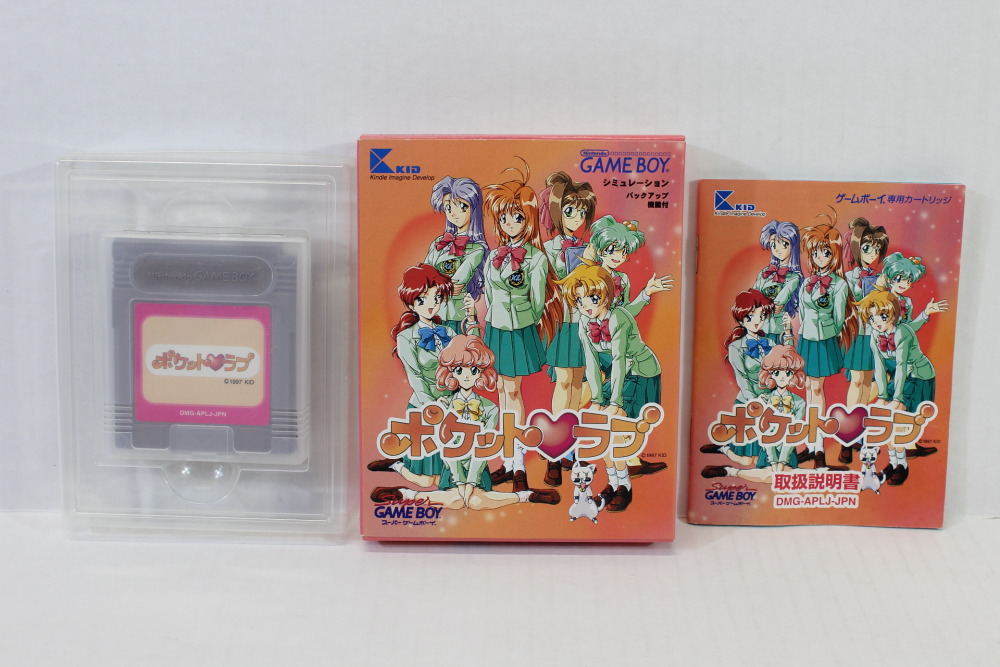 Nintendo GAME BOY
ポケット♥ラブ
©1997 KID
DMG-APLJ-JPN
KID
Kindle Imagine Develop
Nintendo
GAME BOY
シミュレーション
バックアップ
機能付
ポケット♥ラブ
©1997 KID
Super
GAME BOY
スーパーゲームボーイ
KID
Kindle Imagine Develop
ゲームボーイ専用カートリッジ
ポケット♥ラブ
©1997 KID
Super
GAME BOY
スーパーゲームボーイ
取扱説明書
DMG-APLJ-JPN